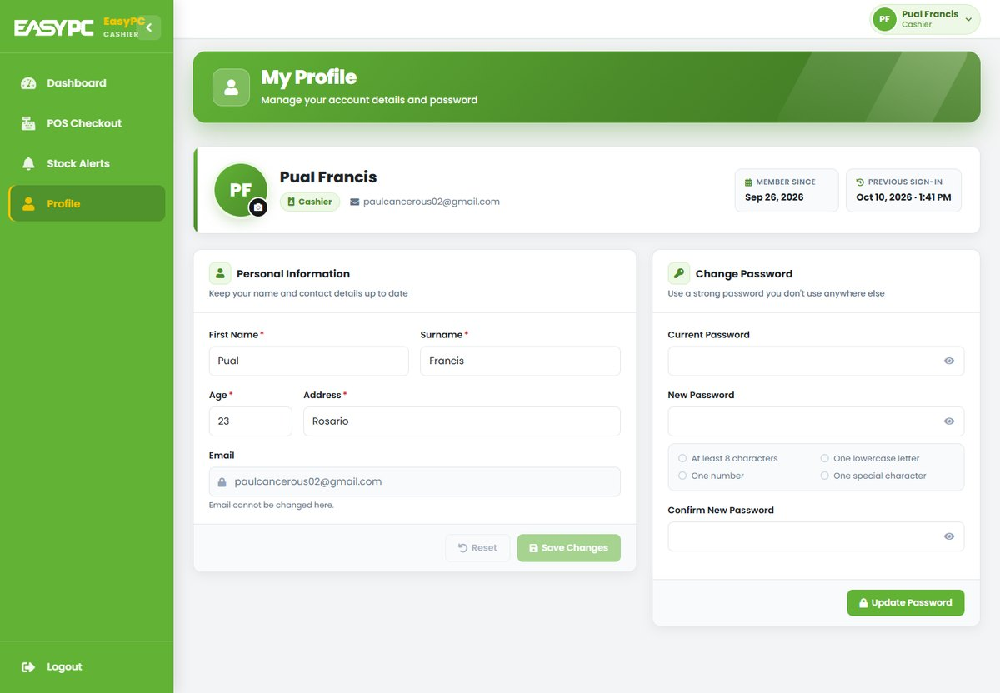 EASYPC
EasyPC
CASHIER
Dashboard
POS Checkout
Stock Alerts
Profile
Logout
PF
Pual Francis
Cashier
My Profile
Manage your account details and password
PF
Pual Francis
Cashier
paulcancerous02@gmail.com
MEMBER SINCE
Sep 26, 2026
PREVIOUS SIGN-IN
Oct 10, 2026 · 1:41 PM
Personal Information
Keep your name and contact details up to date
First Name *
Surname *
Pual
Francis
Age *
Address *
23
Rosario
Email
paulcancerous02@gmail.com
Email cannot be changed here.
Reset
Save Changes
Change Password
Use a strong password you don't use anywhere else
Current Password
New Password
At least 8 characters
One lowercase letter
One number
One special character
Confirm New Password
Update Password